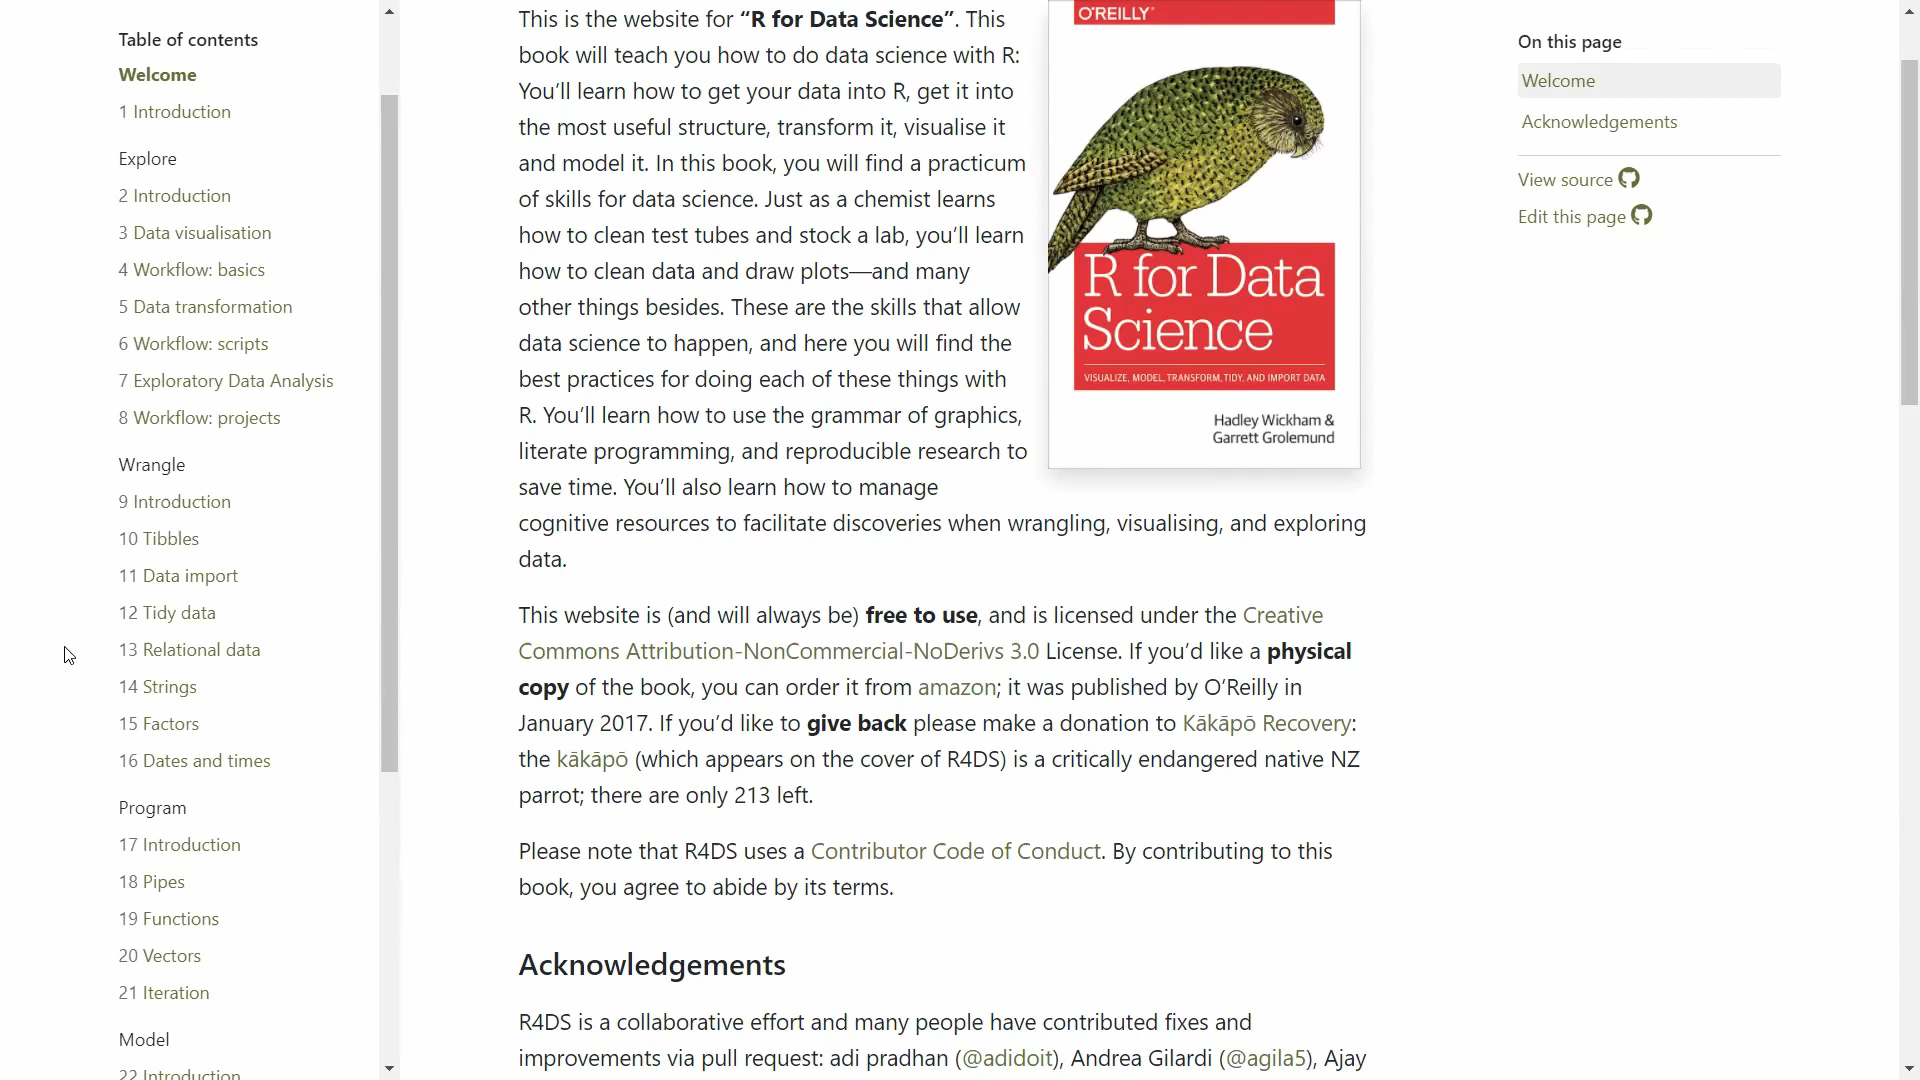 Table of contents
Welcome
1 Introduction
Explore
2 Introduction
3 Data visualisation
4 Workflow: basics
5 Data transformation
6 Workflow: scripts
7 Exploratory Data Analysis
8 Workflow: projects
Wrangle
9 Introduction
10 Tibbles
11 Data import
12 Tidy data
13 Relational data
14 Strings
15 Factors
16 Dates and times
Program
17 Introduction
18 Pipes
19 Functions
20 Vectors
21 Iteration
Model
22 Introduction
This is the website for “R for Data Science”. This
book will teach you how to do data science with R:
You’ll learn how to get your data into R, get it into
the most useful structure, transform it, visualise it
and model it. In this book, you will find a practicum
of skills for data science. Just as a chemist learns
how to clean test tubes and stock a lab, you’ll learn
how to clean data and draw plots—and many
other things besides. These are the skills that allow
data science to happen, and here you will find the
best practices for doing each of these things with
R. You’ll learn how to use the grammar of graphics,
literate programming, and reproducible research to
save time. You’ll also learn how to manage
cognitive resources to facilitate discoveries when wrangling, visualising, and exploring
data.
O'REILLY®
R for Data
Science
VISUALIZE, MODEL, TRANSFORM, TIDY, AND IMPORT DATA
Hadley Wickham &
Garrett Grolemund
This website is (and will always be) free to use, and is licensed under the Creative
Commons Attribution-NonCommercial-NoDerivs 3.0 License. If you’d like a physical
copy of the book, you can order it from amazon; it was published by O’Reilly in
January 2017. If you’d like to give back please make a donation to Kākāpō Recovery:
the kākāpō (which appears on the cover of R4DS) is a critically endangered native NZ
parrot; there are only 213 left.
Please note that R4DS uses a Contributor Code of Conduct. By contributing to this
book, you agree to abide by its terms.
Acknowledgements
R4DS is a collaborative effort and many people have contributed fixes and
improvements via pull request: adi pradhan (@adidoit), Andrea Gilardi (@agila5), Ajay
On this page
Welcome
Acknowledgements
View source
Edit this page